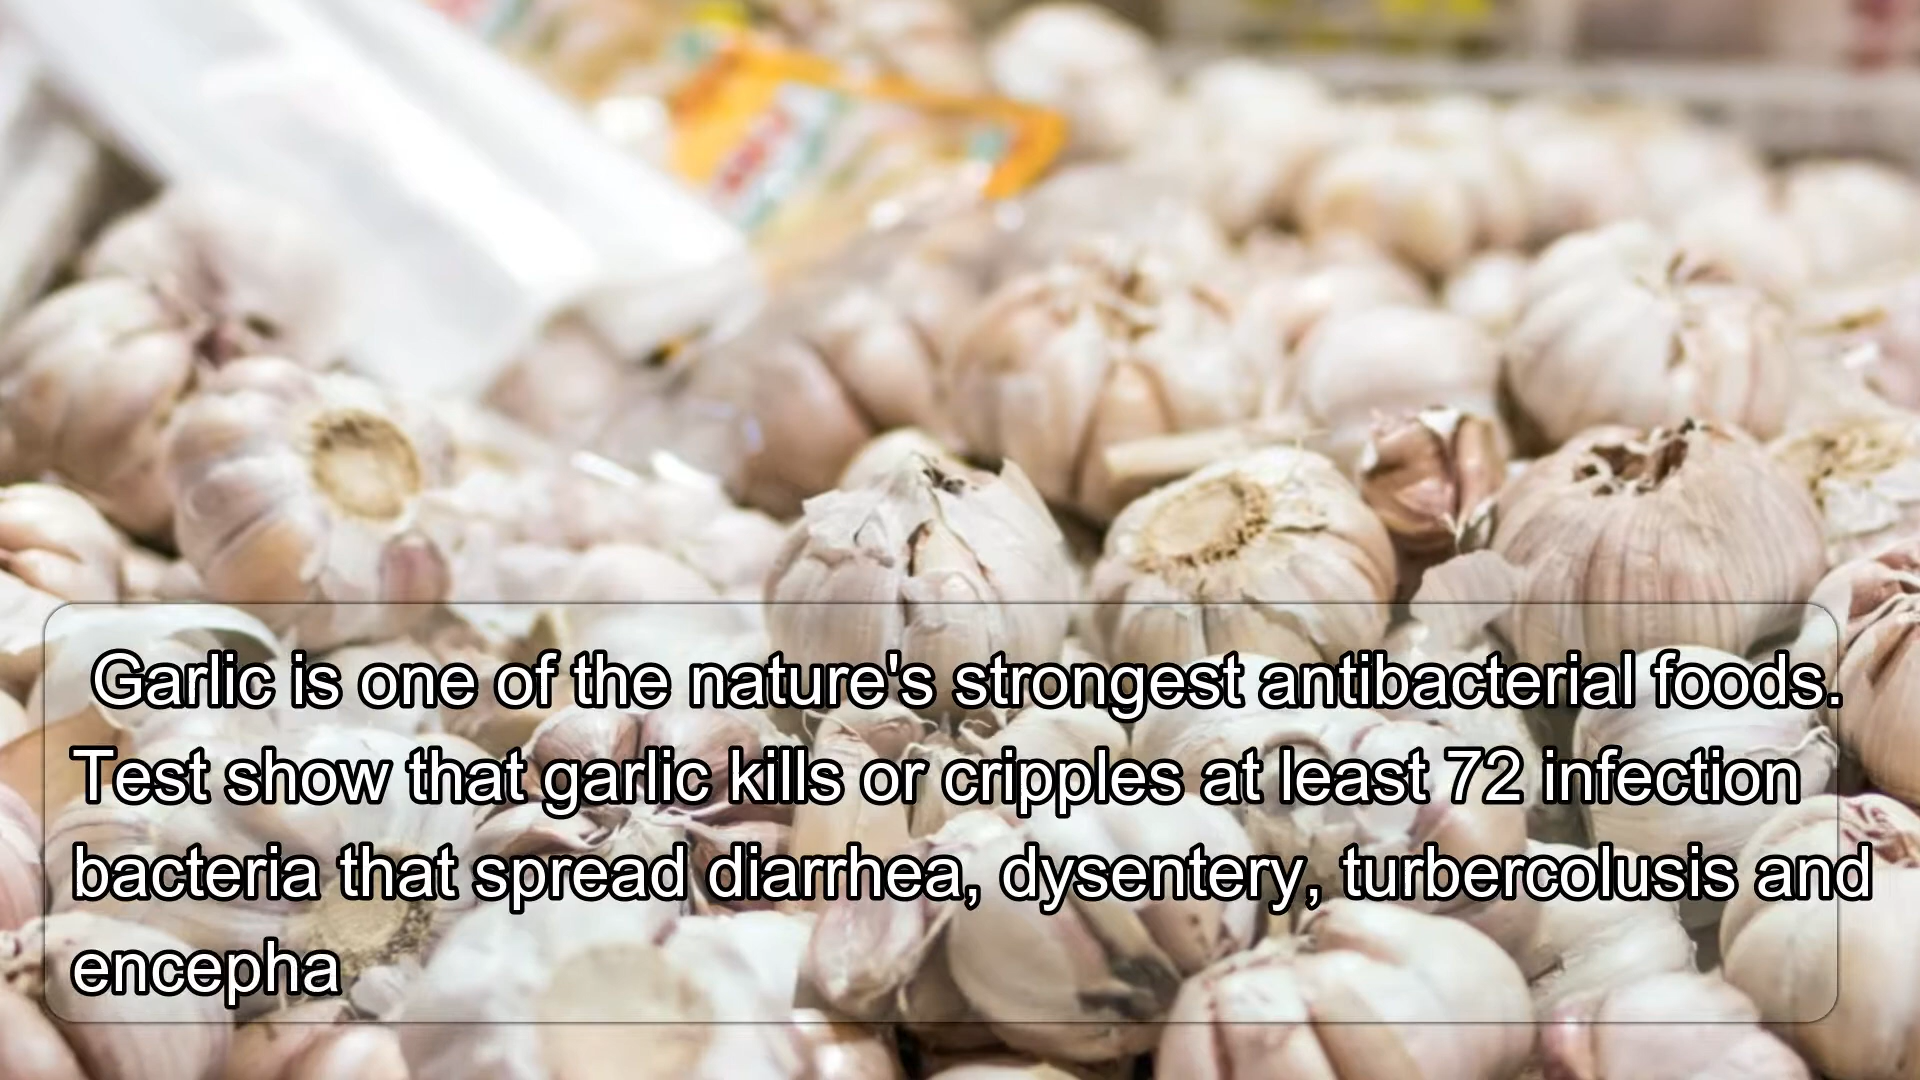 Garlic is one of the nature's strongest antibacterial foods.
Test show that garlic kills or cripples at least 72 infection
bacteria that spread diarrhea, dysentery, turbercolusis and
encepha